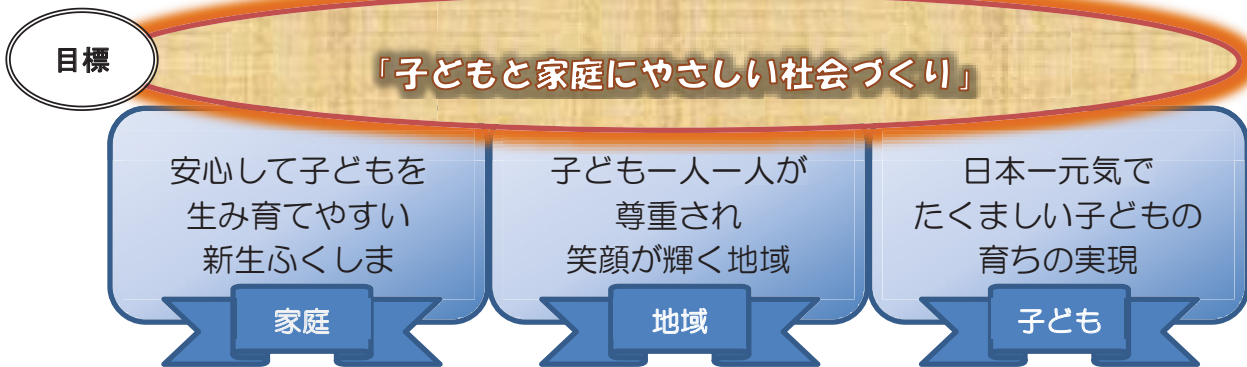 目標
「子どもと家庭にやさしい社会づくり」
安心して子どもを
生み育てやすい
新生ふくしま
家庭
子ども一人一人が
尊重され
笑顔が輝く地域
地域
日本一元気で
たくましい子どもの
育ちの実現
子ども